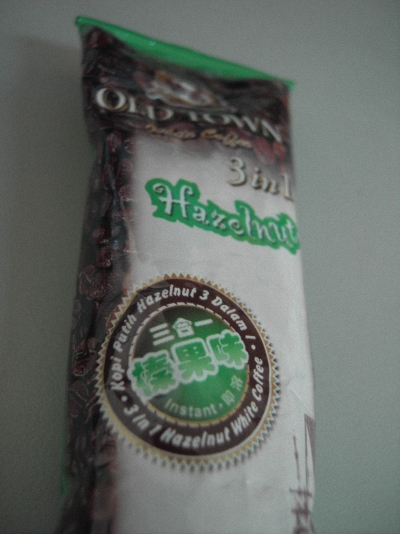 OLD TOWN
White Coffee
3 in 1
Hazelnut
Kopi Putih Hazelnut 3 Dalam 1
三合一
榛果味
Instant · 即溶
3 in 1 Hazelnut White Coffee